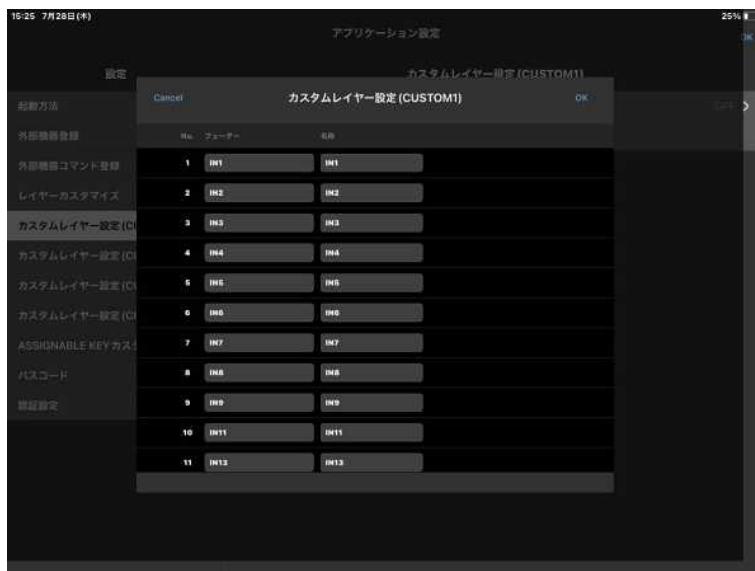 15:25 7月28日(木)
25%
アプリケーション設定
OK
設定
カスタムレイヤー設定(CUSTOM1)
Cancel
カスタムレイヤー設定(CUSTOM1)
OK
起動方法
OFF
外部機器登録
No. フェーダー 名称
外部機器コマンド登録
1 IN1 IN1
レイヤーカスタマイズ
2 IN2 IN2
カスタムレイヤー設定(CU
3 IN3 IN3
カスタムレイヤー設定(CU
4 IN4 IN4
カスタムレイヤー設定(CU
5 IN5 IN5
カスタムレイヤー設定(CU
6 IN6 IN6
ASSIGNABLE KEYカスタ
7 IN7 IN7
パスコード
8 IN8 IN8
認証設定
9 IN9 IN9
10 IN11 IN11
11 IN13 IN13